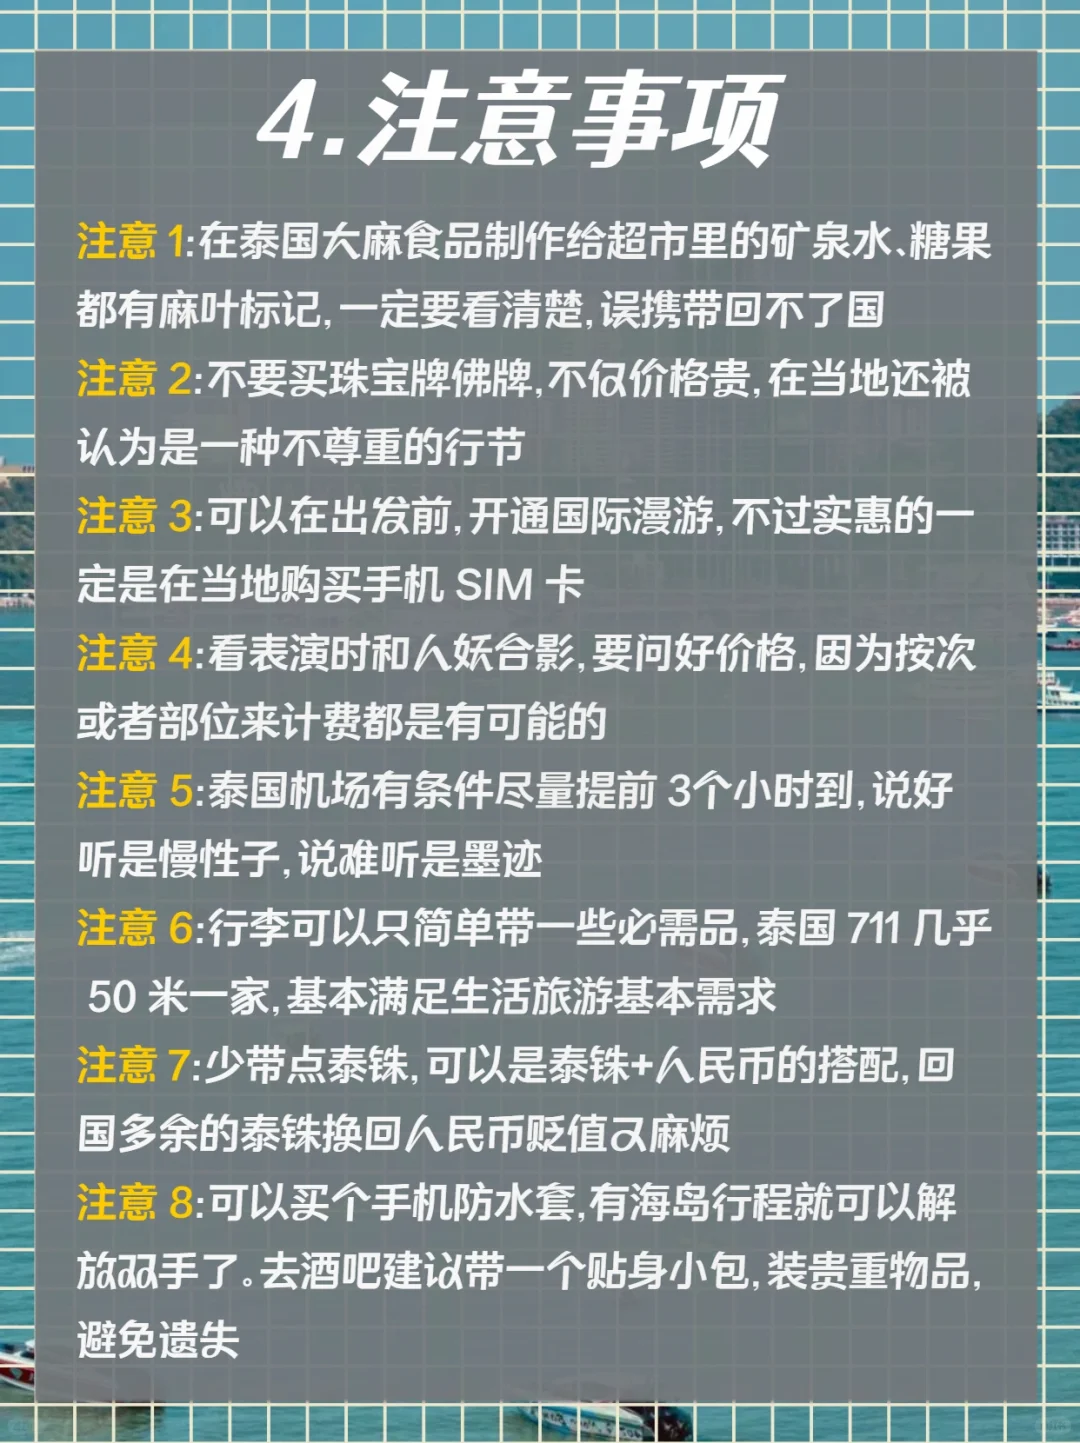 4.注意事项
注意 1:在泰国大麻食品制作给超市里的矿泉水、糖果
都有麻叶标记,一定要看清楚,误携带回不了国
注意 2:不要买珠宝牌佛牌,不仅价格贵,在当地还被
认为是一种不尊重的行节
注意 3:可以在出发前,开通国际漫游,不过实惠的一
定是在当地购买手机 SIM 卡
注意 4:看表演时和人妖合影,要问好价格,因为按次
或者部位来计费都是有可能的
注意 5:泰国机场有条件尽量提前 3个小时到,说好
听是慢性子,说难听是墨迹
注意 6:行李可以只简单带一些必需品,泰国 711 几乎
50 米一家,基本满足生活旅游基本需求
注意 7:少带点泰铢,可以是泰铢+人民币的搭配,回
国多余的泰铢换回人民币贬值又麻烦
注意 8:可以买个手机防水套,有海岛行程就可以解
放双手了。去酒吧建议带一个贴身小包,装贵重物品,
避免遗失